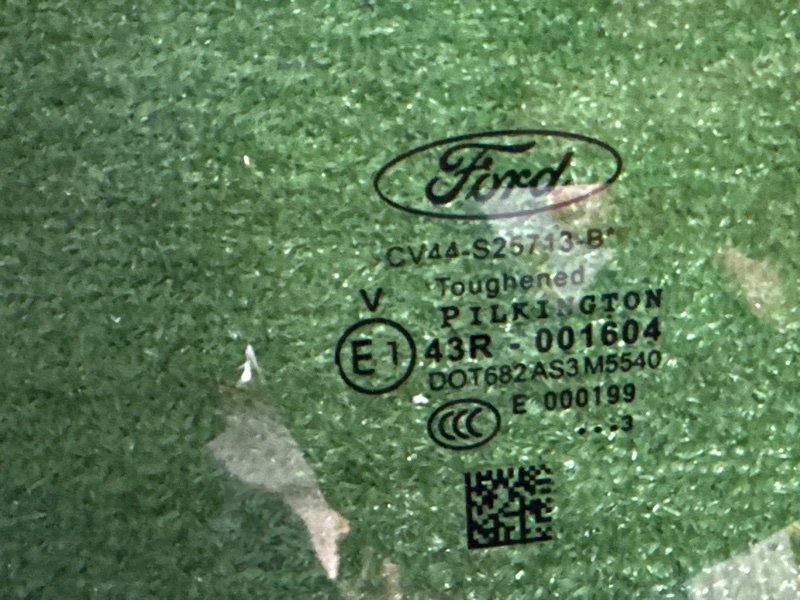 Ford
CV44-S25713-B*
Toughened
V
PILKINGTON
E1 43R - 001604
DOT682 AS3 M5540
CCC E 000199
...3